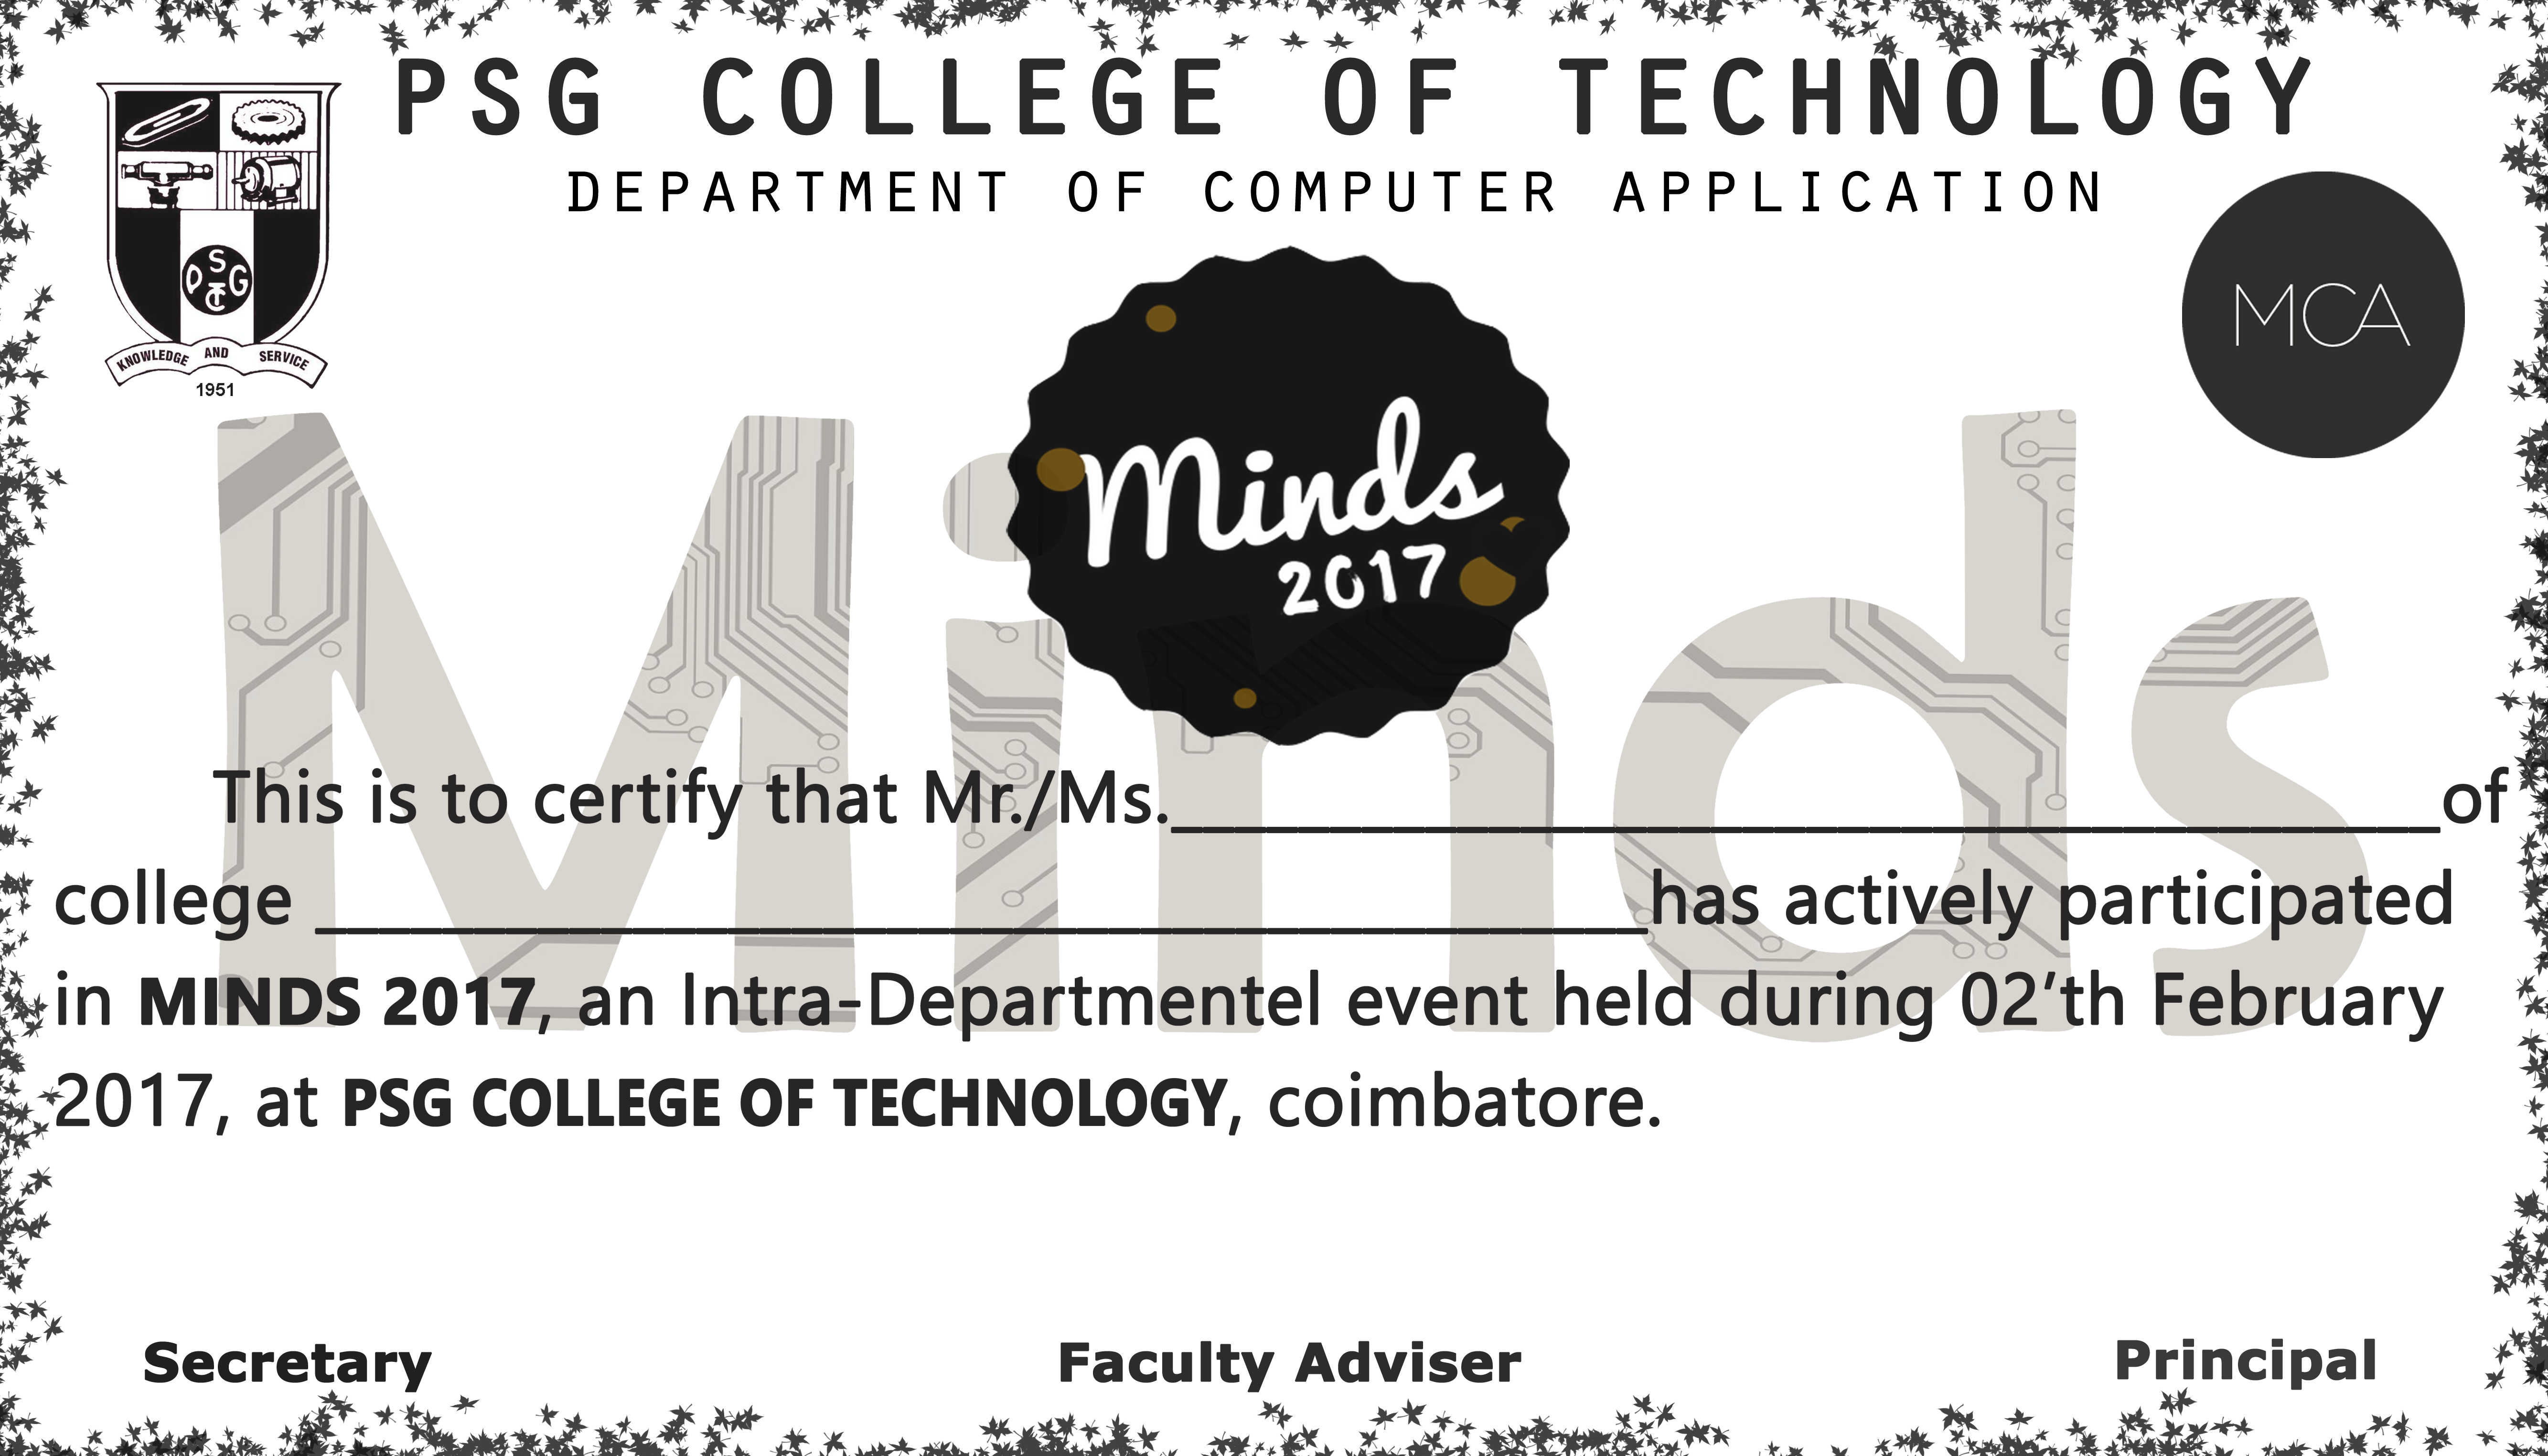 PSG COLLEGE OF TECHNOLOGY
DEPARTMENT OF COMPUTER APPLICATION
PSG
TC
KNOWLEDGE AND SERVICE
1951
MCA
Minds
2017
Minds
This is to certify that Mr./Ms.________________________________________of
college __________________________________________has actively participated
in MINDS 2017, an Intra-Departmentel event held during 02’th February
2017, at PSG COLLEGE OF TECHNOLOGY, coimbatore.
Secretary Faculty Adviser Principal